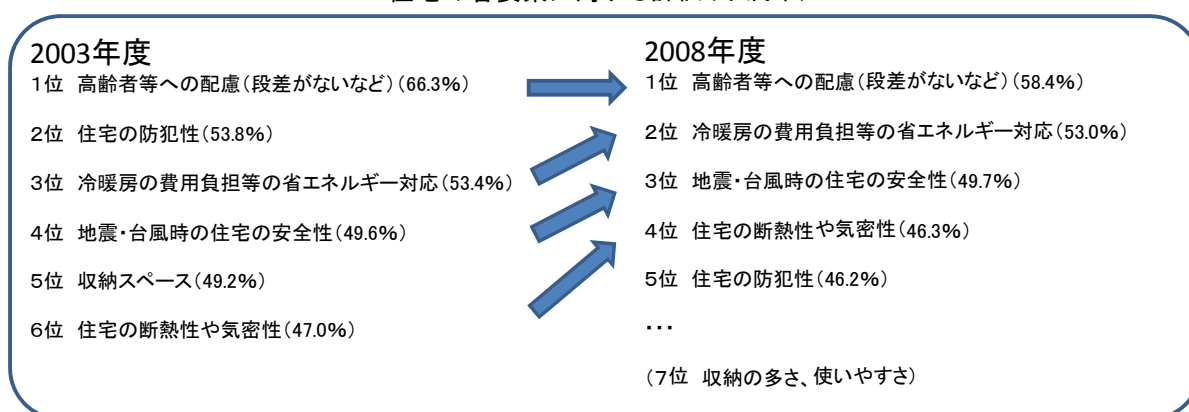 2003年度
1位 高齢者等への配慮(段差がないなど)(66.3%)
2位 住宅の防犯性(53.8%)
3位 冷暖房の費用負担等の省エネルギー対応(53.4%)
4位 地震・台風時の住宅の安全性(49.6%)
5位 収納スペース(49.2%)
6位 住宅の断熱性や気密性(47.0%)
2008年度
1位 高齢者等への配慮(段差がないなど)(58.4%)
2位 冷暖房の費用負担等の省エネルギー対応(53.0%)
3位 地震・台風時の住宅の安全性(49.7%)
4位 住宅の断熱性や気密性(46.3%)
5位 住宅の防犯性(46.2%)
・・・
(7位 収納の多さ、使いやすさ)